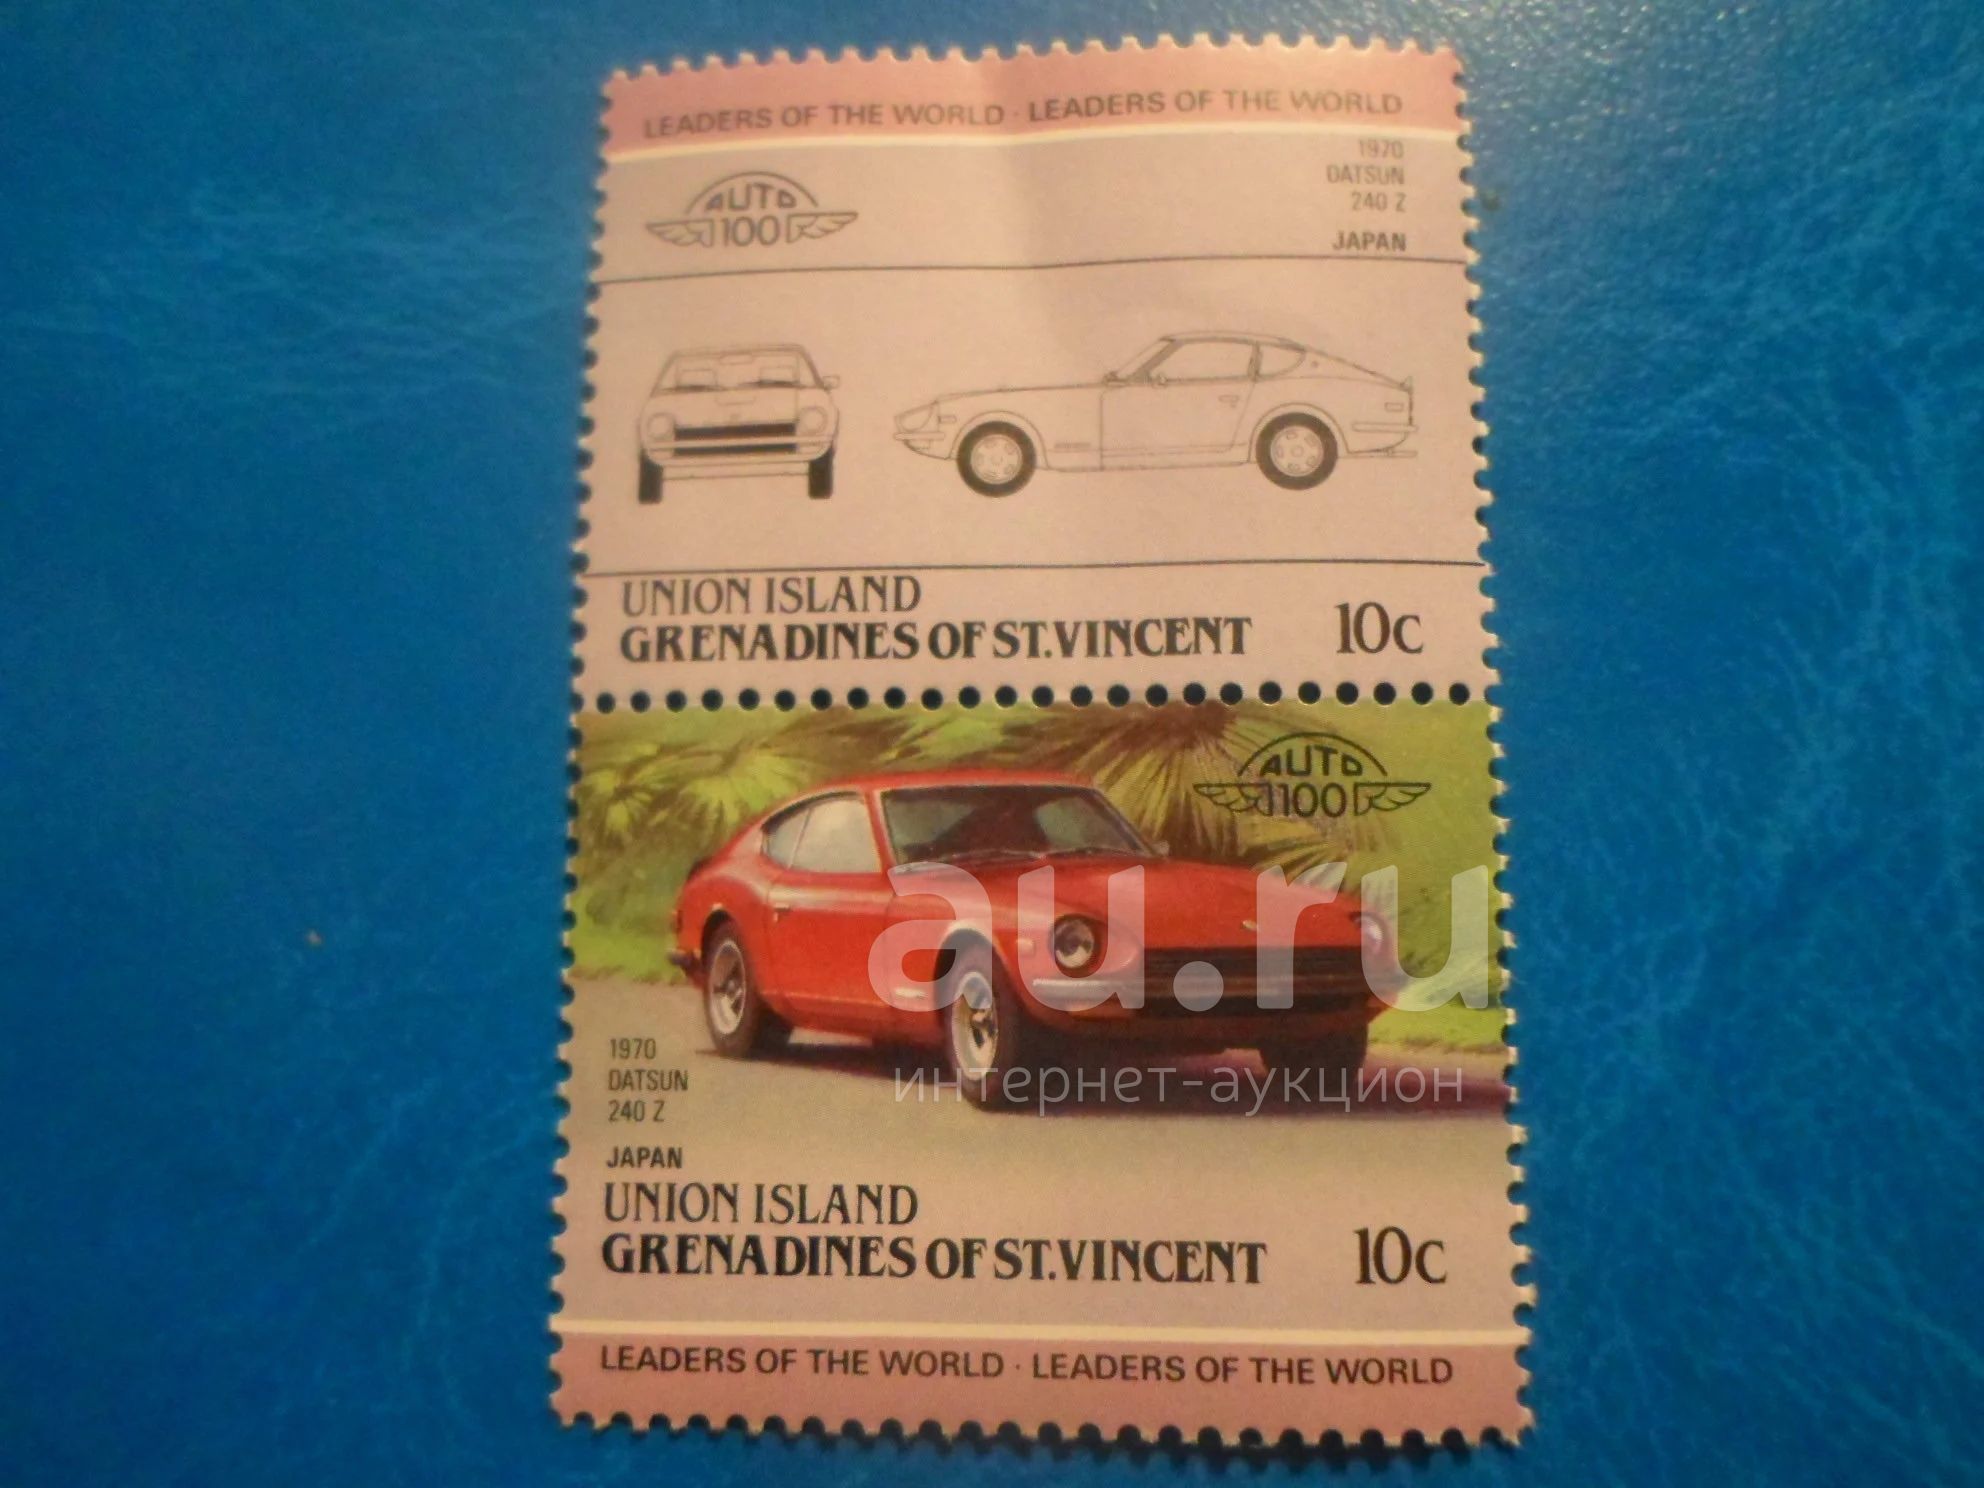 LEADERS OF THE WORLD · LEADERS OF THE WORLD
AUTO
100
1970
DATSUN
240 Z
JAPAN
UNION ISLAND
GRENADINES OF ST.VINCENT 10c
AUTO
100
au.ru
интернет-аукцион
1970
DATSUN
240 Z
JAPAN
UNION ISLAND
GRENADINES OF ST.VINCENT 10c
LEADERS OF THE WORLD · LEADERS OF THE WORLD